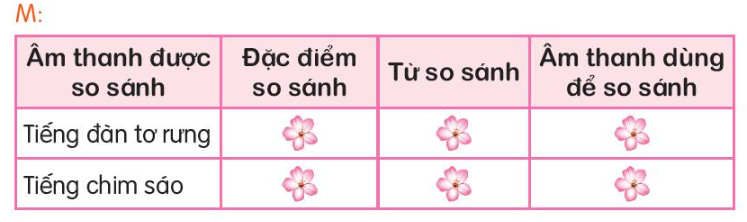 M:
Âm thanh được so sánh | Đặc điểm so sánh | Từ so sánh | Âm thanh dùng để so sánh
Tiếng đàn tơ rưng
Tiếng chim sáo